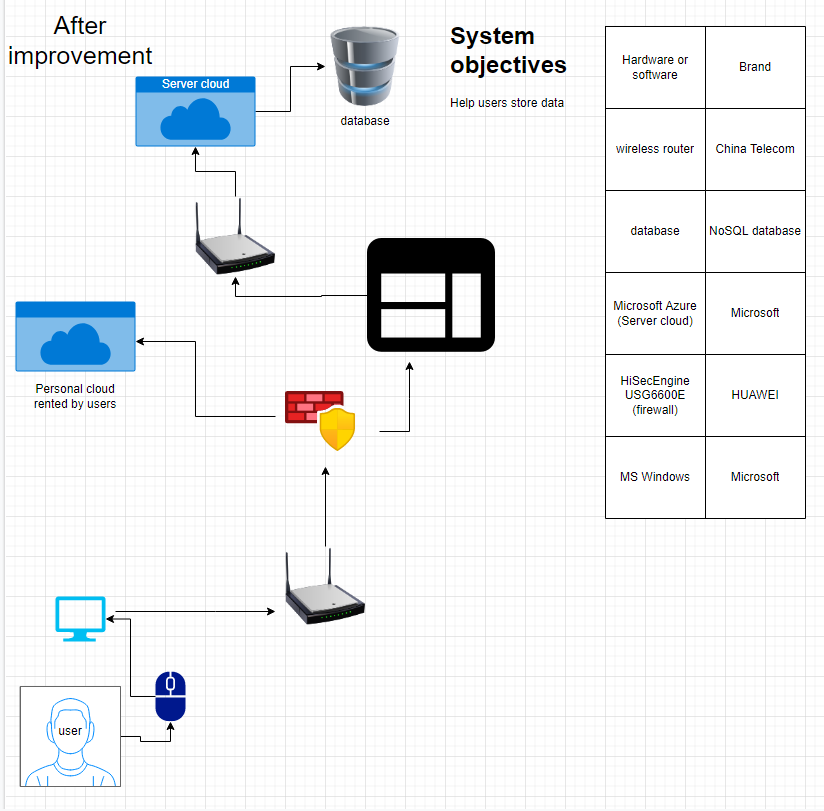 After
improvement
System
objectives
Help users store data
Server cloud
database
Personal cloud
rented by users
user
Hardware or
software
Brand
wireless router
China Telecom
database
NoSQL database
Microsoft Azure
(Server cloud)
Microsoft
HiSecEngine
USG6600E
(firewall)
HUAWEI
MS Windows
Microsoft